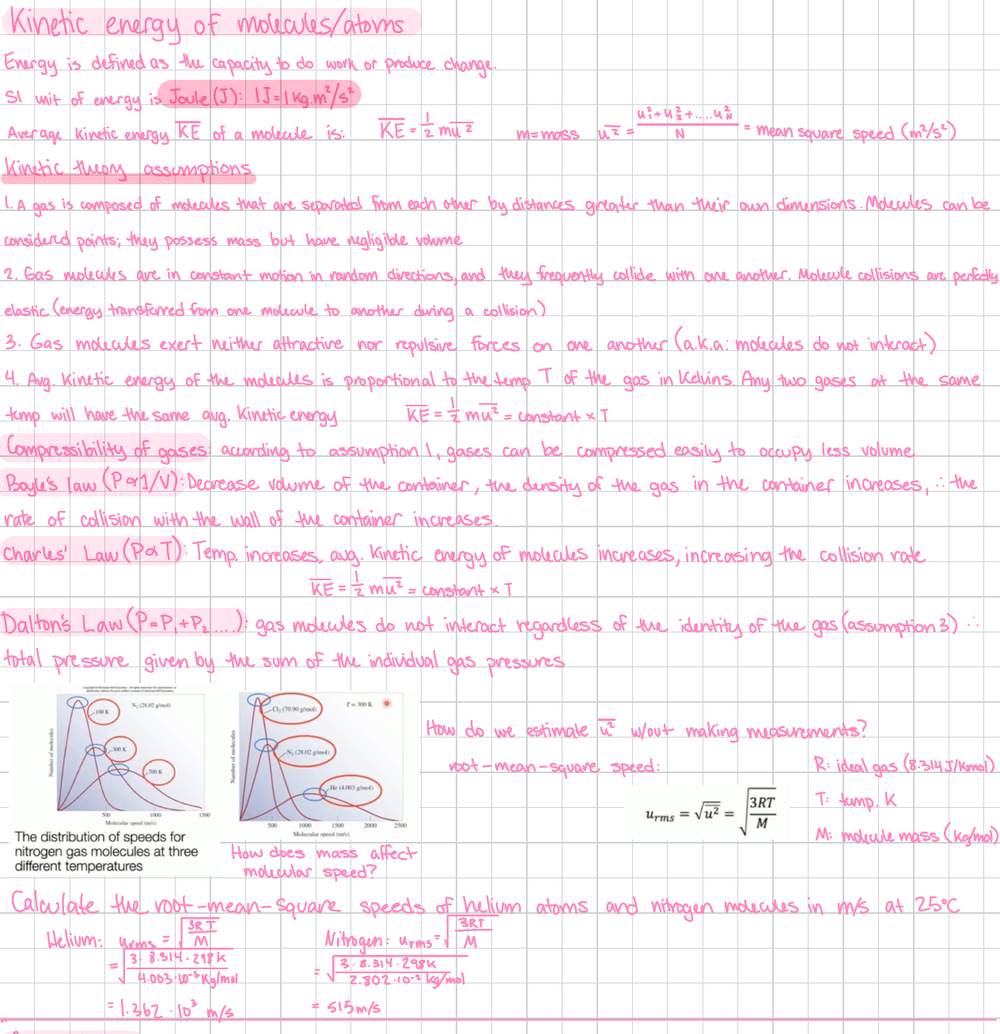 Kinetic energy of molecules/atoms
Energy is defined as the capacity to do work or produce change.
SI unit of energy is Joule (J): 1J = 1 Kg.m²/s²
Average Kinetic energy K̅E̅ of a molecule is: K̅E̅ = ½ mu̅²̅ m=mass u̅²̅ = (u₁²+u₂²+.....u_N²)/N = mean square speed (m²/s²)
Kinetic theory assumptions
1. A gas is composed of molecules that are separated from each other by distances greater than their own dimensions. Molecules can be
considered points; they possess mass but have negligible volume
2. Gas molecules are in constant motion in random directions, and they frequently collide with one another. Molecule collisions are perfectly
elastic (energy transferred from one molecule to another during a collision)
3. Gas molecules exert neither attractive nor repulsive forces on one another (a.k.a: molecules do not interact)
4. Avg. Kinetic energy of the molecules is proportional to the temp T of the gas in Kelvins. Any two gases at the same
temp will have the same avg. Kinetic energy K̅E̅ = ½ mu̅²̅ = constant × T
Compressibility of gases: according to assumption 1, gases can be compressed easily to occupy less volume
Boyle's law (P∝1/V): Decrease volume of the container, the density of the gas in the container increases, ∴ the
rate of collision with the wall of the container increases.
Charles' Law (P∝T): Temp. increases, avg. Kinetic energy of molecules increases, increasing the collision rate
K̅E̅ = ½ mu̅²̅ = constant × T
Dalton's Law (P=P₁+P₂....): gas molecules do not interact regardless of the identity of the gas (assumption 3) ∴
total pressure given by the sum of the individual gas pressures
N₂ (28.02 g/mol)
100 K
300 K
700 K
Number of molecules
500 1000 1500
Molecular speed (m/s)
The distribution of speeds for
nitrogen gas molecules at three
different temperatures
Cl₂ (70.90 g/mol) T = 300 K
N₂ (28.02 g/mol)
He (4.003 g/mol)
Number of molecules
500 1000 1500 2000 2500
Molecular speed (m/s)
How does mass affect
molecular speed?
How do we estimate u̅²̅ w/out making measurements?
root-mean-square speed:
u_rms = √u̅²̅ = √(3RT/M)
R: ideal gas (8.314 J/Kmol)
T: temp. K
M: molecule mass (Kg/mol)
Calculate the root-mean-square speeds of helium atoms and nitrogen molecules in m/s at 25°C
Helium: u_rms = √(3RT/M)
= √(3·8.314·298K/4.003·10⁻³ Kg/mol)
= 1.362·10³ m/s
Nitrogen: u_rms = √(3RT/M)
= √(3·8.314·298K/2.802·10⁻² kg/mol)
= 515 m/s